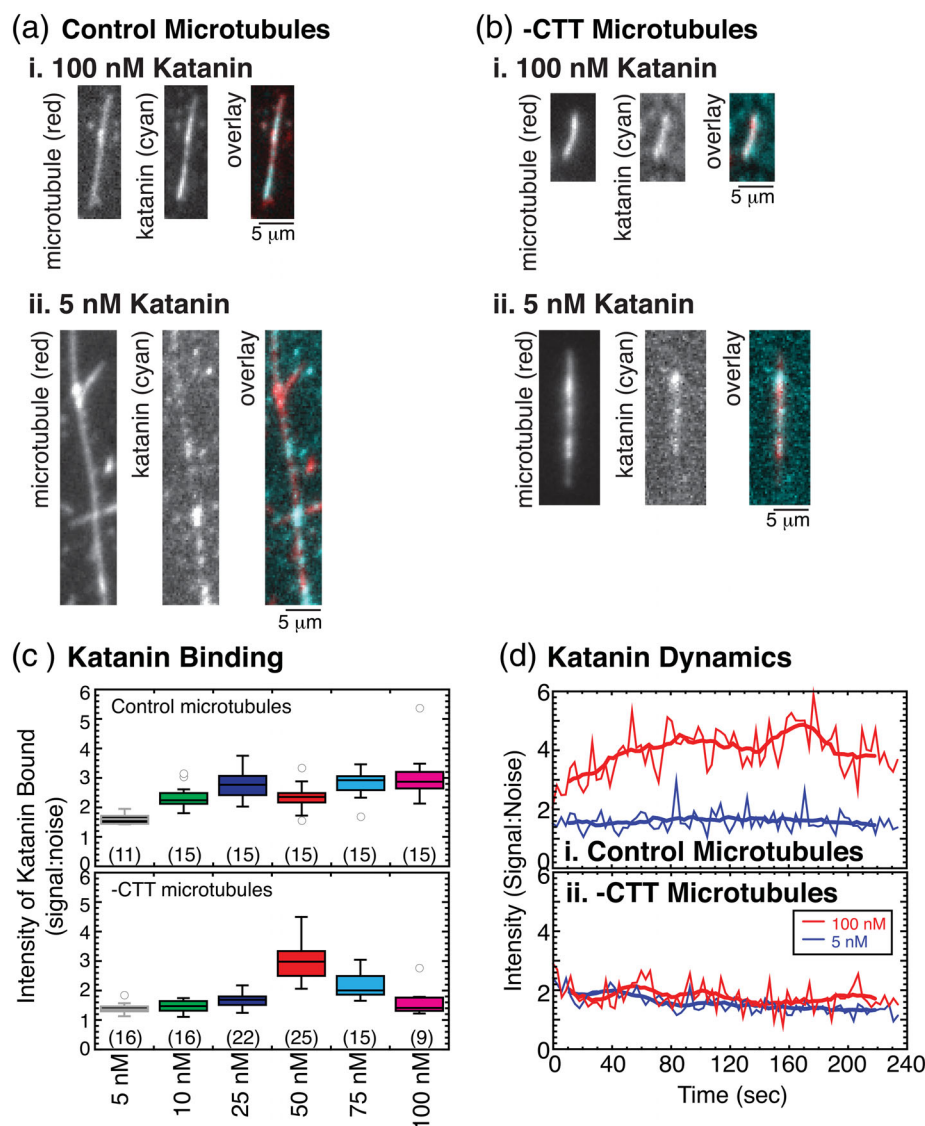 (a) Control Microtubules
i. 100 nM Katanin
microtubule (red)
katanin (cyan)
overlay
5 μm
ii. 5 nM Katanin
microtubule (red)
katanin (cyan)
overlay
5 μm
(b) -CTT Microtubules
i. 100 nM Katanin
microtubule (red)
katanin (cyan)
overlay
5 μm
ii. 5 nM Katanin
microtubule (red)
katanin (cyan)
overlay
5 μm
(c ) Katanin Binding
Intensity of Katanin Bound
(signal:noise)
6
5
4
3
2
1
0
Control microtubules
(11) (15) (15) (15) (15) (15)
6
5
4
3
2
1
0
-CTT microtubules
(16) (16) (22) (25) (15) (9)
5 nM
10 nM
25 nM
50 nM
75 nM
100 nM
(d) Katanin Dynamics
Intensity (Signal:Noise)
6
4
2
0
i. Control Microtubules
6
4
2
0
ii. -CTT Microtubules
100 nM
5 nM
0 40 80 120 160 200 240
Time (sec)